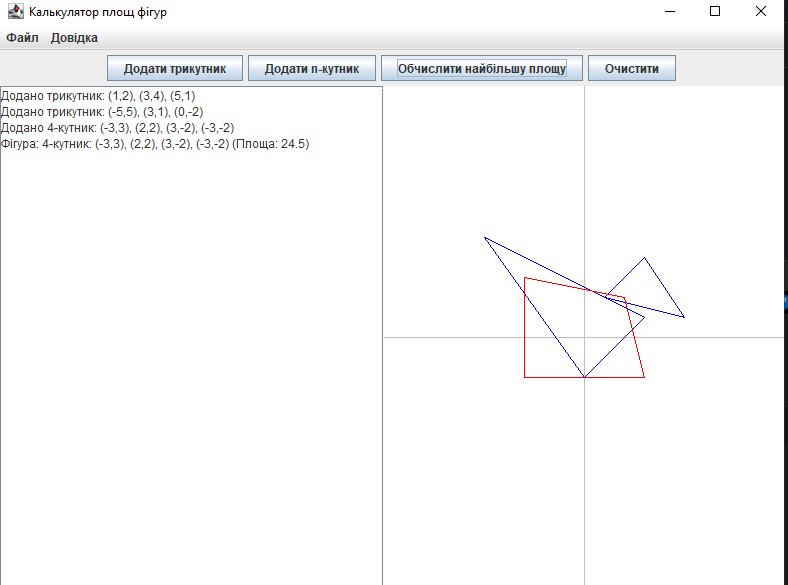 Калькулятор площ фігур
Файл Довідка
Додати трикутник Додати n-кутник Обчислити найбільшу площу Очистити
Додано трикутник: (1,2), (3,4), (5,1)
Додано трикутник: (-5,5), (3,1), (0,-2)
Додано 4-кутник: (-3,3), (2,2), (3,-2), (-3,-2)
Фігура: 4-кутник: (-3,3), (2,2), (3,-2), (-3,-2) (Площа: 24.5)